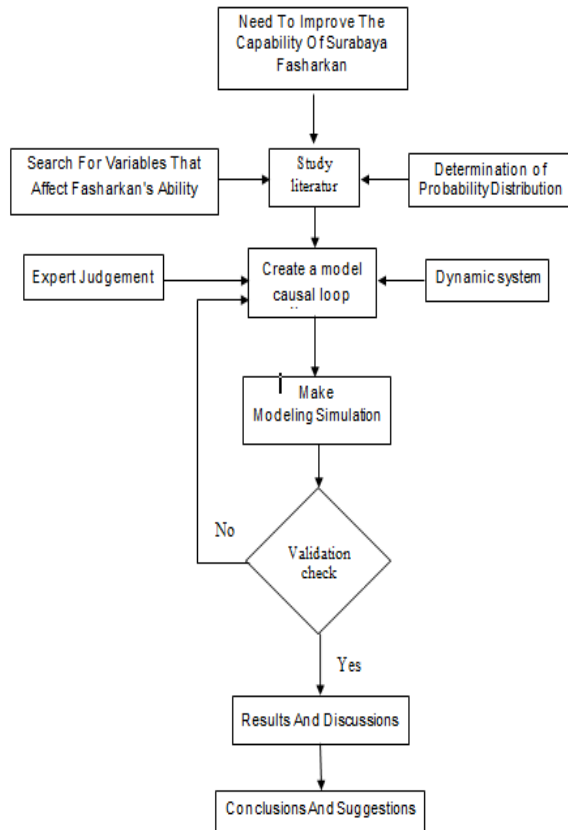 Need To Improve The
Capability Of Surabaya
Fasharkan
Search For Variables That
Affect Fasharkan's Ability
Study
literatur
Determination of
Probability Distribution
Expert Judgement
Create a model
causal loop
Dynamic system
Make
Modeling Simulation
No
Validation
check
Yes
Results And Discussions
Conclusions And Suggestions